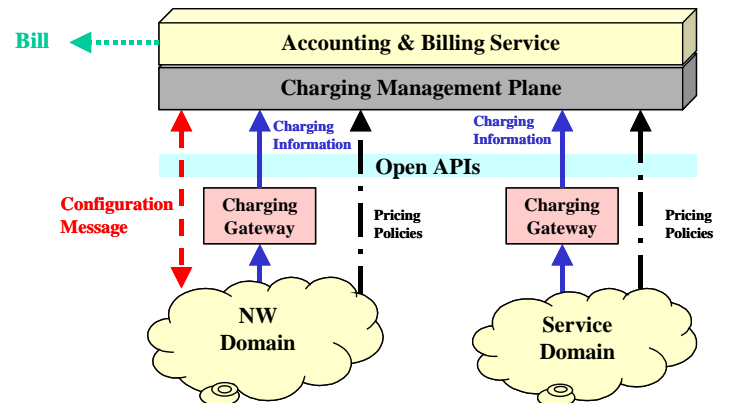 Bill
Accounting & Billing Service
Charging Management Plane
Charging
Information
Charging
Information
Open APIs
Configuration
Message
Charging
Gateway
Pricing
Policies
Charging
Gateway
Pricing
Policies
NW
Domain
Service
Domain